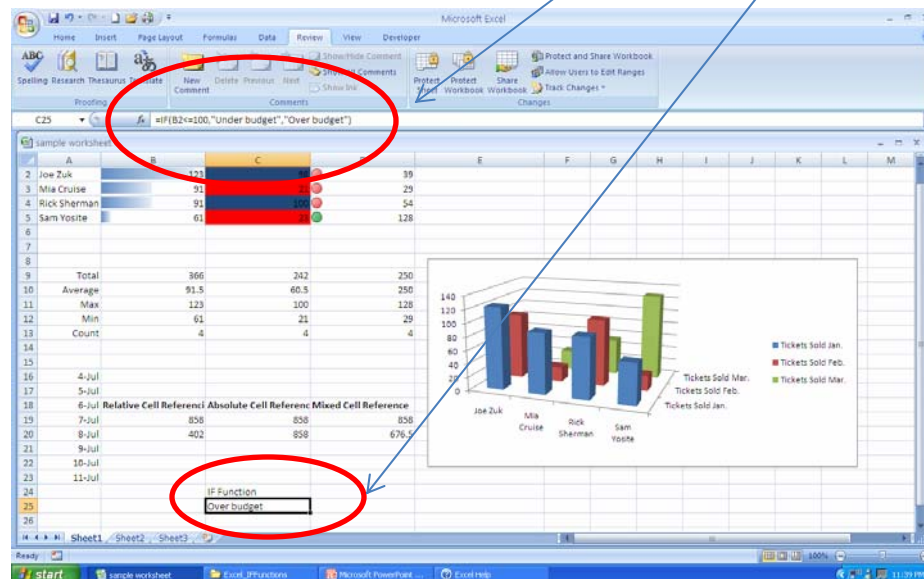 Microsoft Excel
Home Insert Page Layout Formulas Data Review View Developer
ABC
Spelling Research Thesaurus Translate New Comment Delete Previous Next Show/Hide Comment Show All Comments Show Ink Protect Sheet Protect Workbook Share Workbook Protect and Share Workbook Allow Users to Edit Ranges Track Changes
Proofing Comments Changes
C25 fx =IF(B2<=100,"Under budget","Over budget")
sample worksheet
A B C E F G H I J K L M
2 Joe Zuk 123 39
3 Mia Cruise 91 21 29
4 Rick Sherman 91 100 54
5 Sam Yosite 61 128
6
7
8
9 Total 366 242 250
10 Average 91.5 60.5 250
11 Max 123 100 128
12 Min 61 21 29
13 Count 4 4 4
14
15
16 4-Jul
17 5-Jul
18 6-Jul Relative Cell Referenci Absolute Cell Referenc Mixed Cell Reference
19 7-Jul 858 858 858
20 8-Jul 402 858 676.5
21 9-Jul
22 10-Jul
23 11-Jul
24 IF Function
25 Over budget
26
140
120
100
80
60
40
20
0
Joe Zuk Mia Cruise Rick Sherman Sam Yosite
Tickets Sold Mar.
Tickets Sold Feb.
Tickets Sold Jan.
Tickets Sold Jan.
Tickets Sold Feb.
Tickets Sold Mar.
Sheet1 Sheet2 Sheet3
Ready 100%
start sample worksheet Excel_IFFunctions Microsoft PowerPoint ... Excel Help 11:39 PM